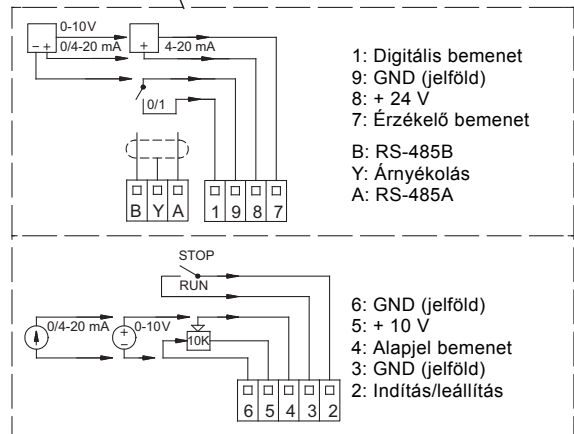 0-10V
- +
0/4-20 mA
+
4-20 mA
0/1
B Y A
1 9 8 7
1: Digitális bemenet
9: GND (jelföld)
8: + 24 V
7: Érzékelő bemenet
B: RS-485B
Y: Árnyékolás
A: RS-485A
STOP
RUN
0/4-20 mA
+
-
0-10V
10K
6 5 4 3 2
6: GND (jelföld)
5: + 10 V
4: Alapjel bemenet
3: GND (jelföld)
2: Indítás/leállítás